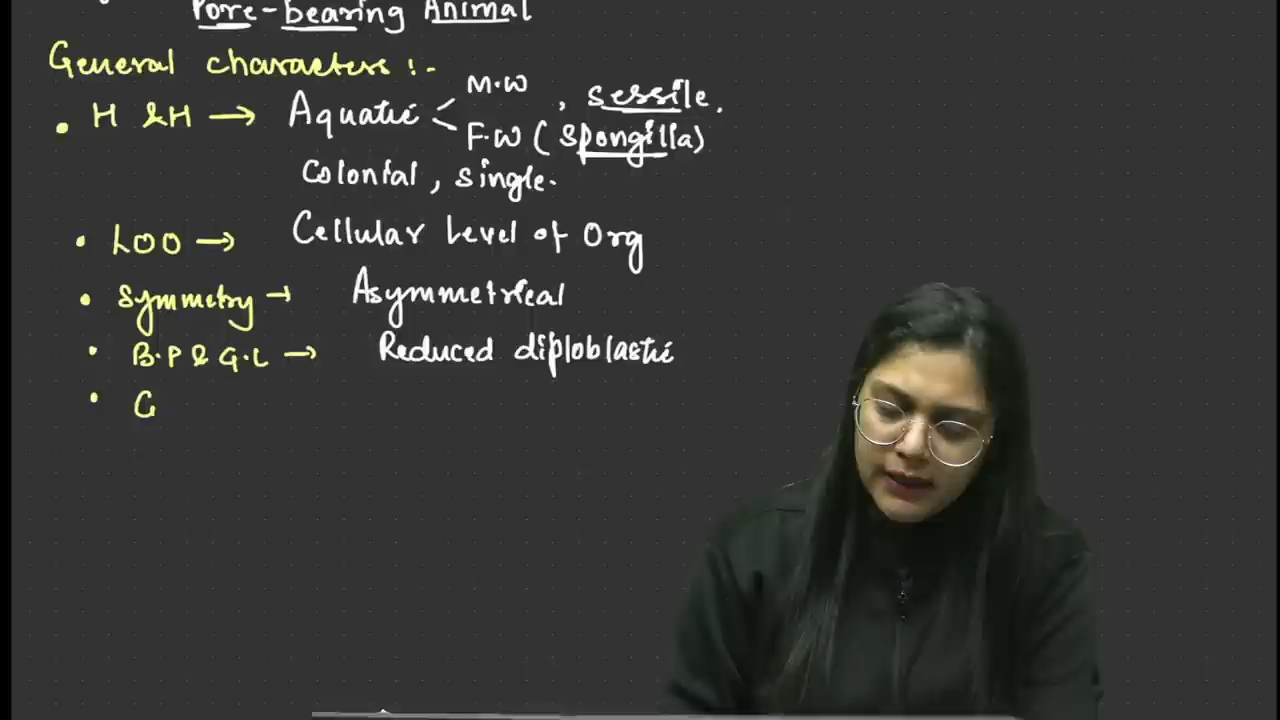 Pore-bearing Animal
General characters :-
• H & H → Aquatic < M.W , sessile.
F.W (Spongilla)
Colonial, single.
• LOO → Cellular Level of Org
• Symmetry → Asymmetrical
• B.P & G.L → Reduced diploblastic
• C